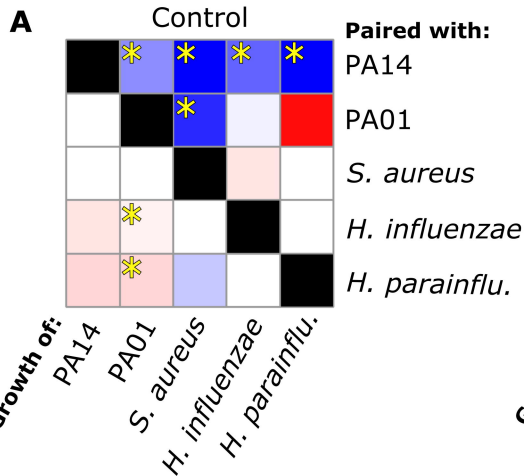 A
Control
Paired with:
PA14
PA01
S. aureus
H. influenzae
H. parainflu.
Growth of:
PA14
PA01
S. aureus
H. influenzae
H. parainflu.